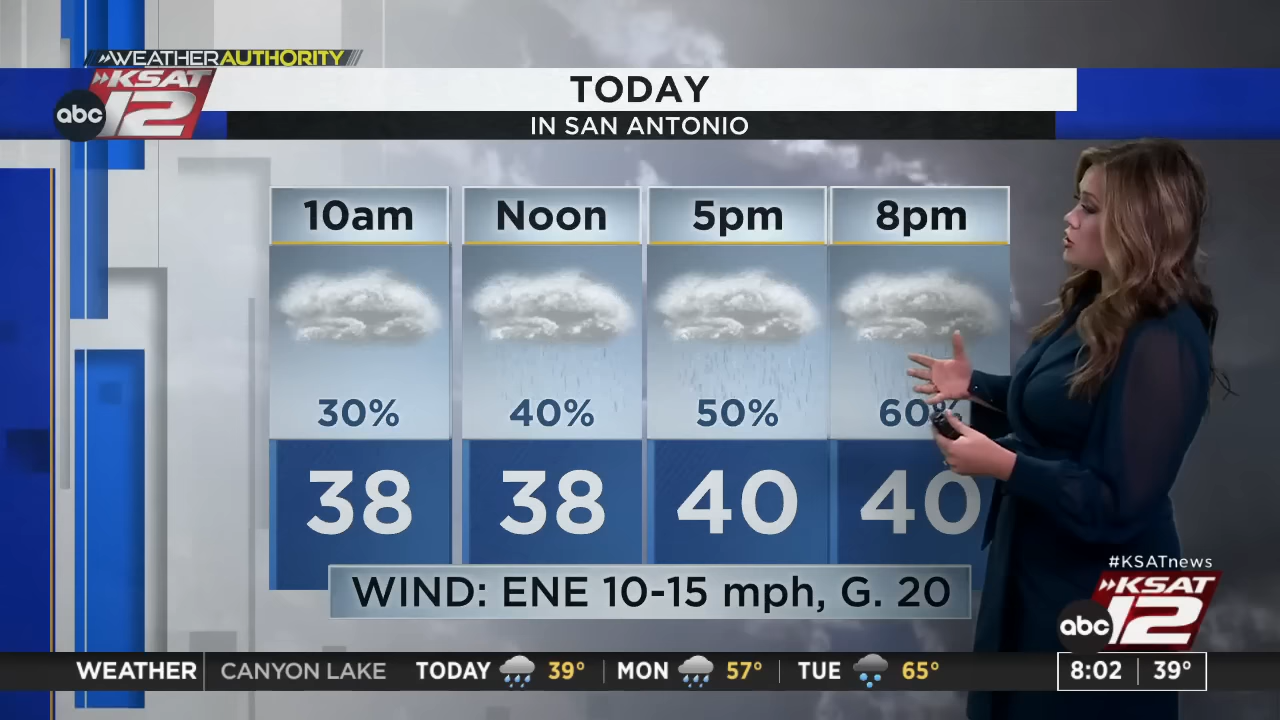 WEATHERAUTHORITY
KSAT
abc 12
TODAY
IN SAN ANTONIO
10am Noon 5pm 8pm
30% 40% 50% 60%
38 38 40 40
WIND: ENE 10-15 mph, G. 20
#KSATnews
KSAT
abc 12
WEATHER CANYON LAKE TODAY 39° MON 57° TUE 65° 8:02 39°